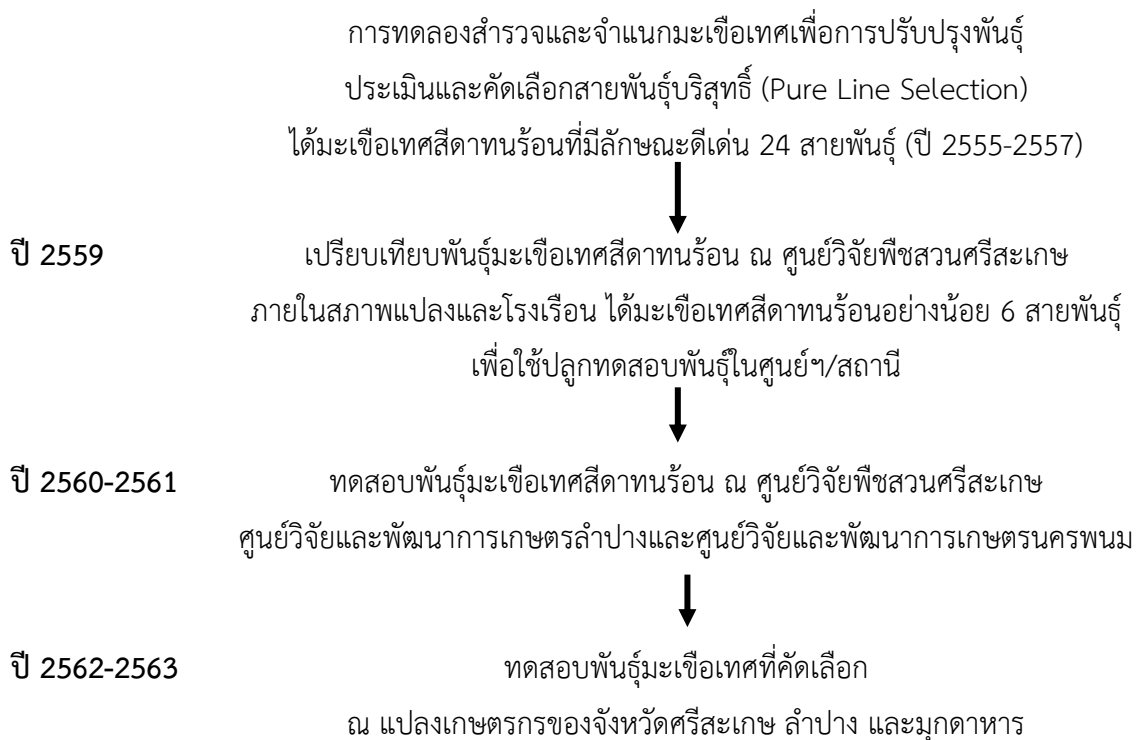 การทดลองสำรวจและจำแนกมะเขือเทศเพื่อการปรับปรุงพันธุ์
ประเมินและคัดเลือกสายพันธุ์บริสุทธิ์ (Pure Line Selection)
ได้มะเขือเทศสีดาทนร้อนที่มีลักษณะดีเด่น 24 สายพันธุ์ (ปี 2555-2557)
ปี 2559 เปรียบเทียบพันธุ์มะเขือเทศสีดาทนร้อน ณ ศูนย์วิจัยพืชสวนศรีสะเกษ
ภายในสภาพแปลงและโรงเรือน ได้มะเขือเทศสีดาทนร้อนอย่างน้อย 6 สายพันธุ์
เพื่อใช้ปลูกทดสอบพันธุ์ในศูนย์ฯ/สถานี
ปี 2560-2561 ทดสอบพันธุ์มะเขือเทศสีดาทนร้อน ณ ศูนย์วิจัยพืชสวนศรีสะเกษ
ศูนย์วิจัยและพัฒนาการเกษตรลำปางและศูนย์วิจัยและพัฒนาการเกษตรนครพนม
ปี 2562-2563 ทดสอบพันธุ์มะเขือเทศที่คัดเลือก
ณ แปลงเกษตรกรของจังหวัดศรีสะเกษ ลำปาง และมุกดาหาร